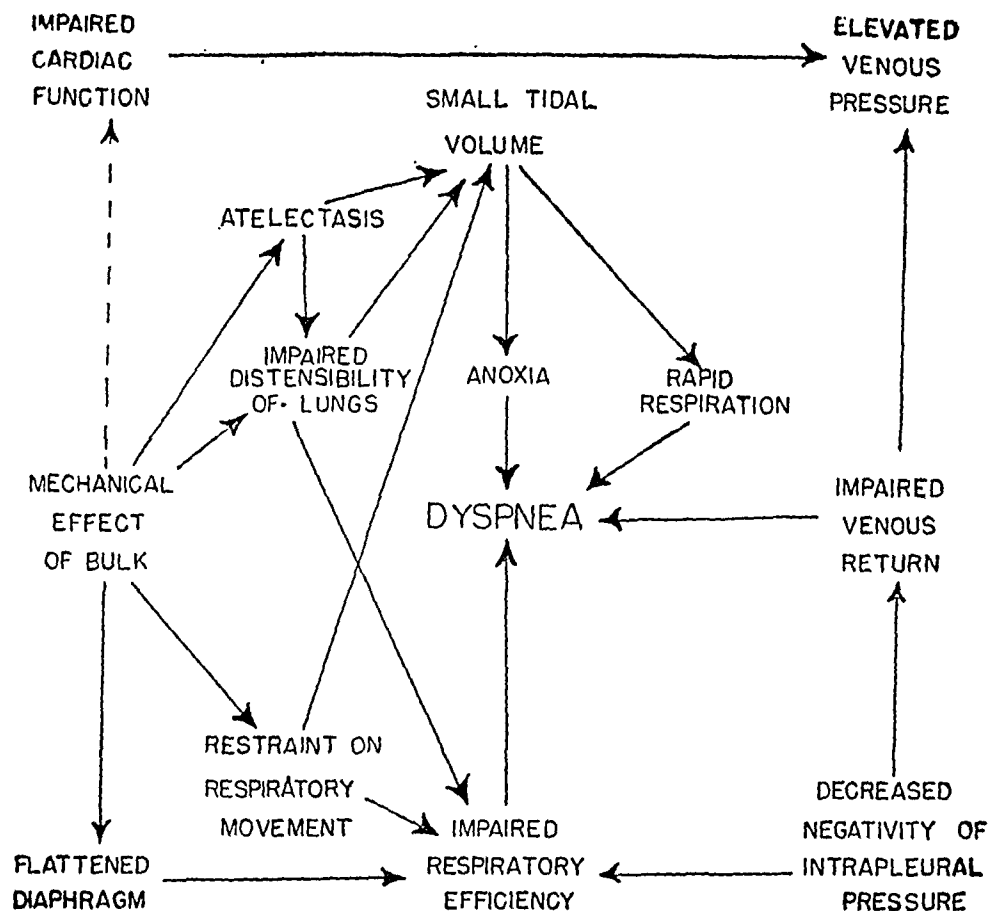 IMPAIRED
CARDIAC
FUNCTION
ELEVATED
VENOUS
PRESSURE
SMALL TIDAL
VOLUME
ATELECTASIS
IMPAIRED
DISTENSIBILITY
OF LUNGS
ANOXIA
RAPID
RESPIRATION
MECHANICAL
EFFECT
OF BULK
DYSPNEA
IMPAIRED
VENOUS
RETURN
RESTRAINT ON
RESPIRATORY
MOVEMENT
IMPAIRED
RESPIRATORY
EFFICIENCY
DECREASED
NEGATIVITY OF
INTRAPLEURAL
PRESSURE
FLATTENED
DIAPHRAGM